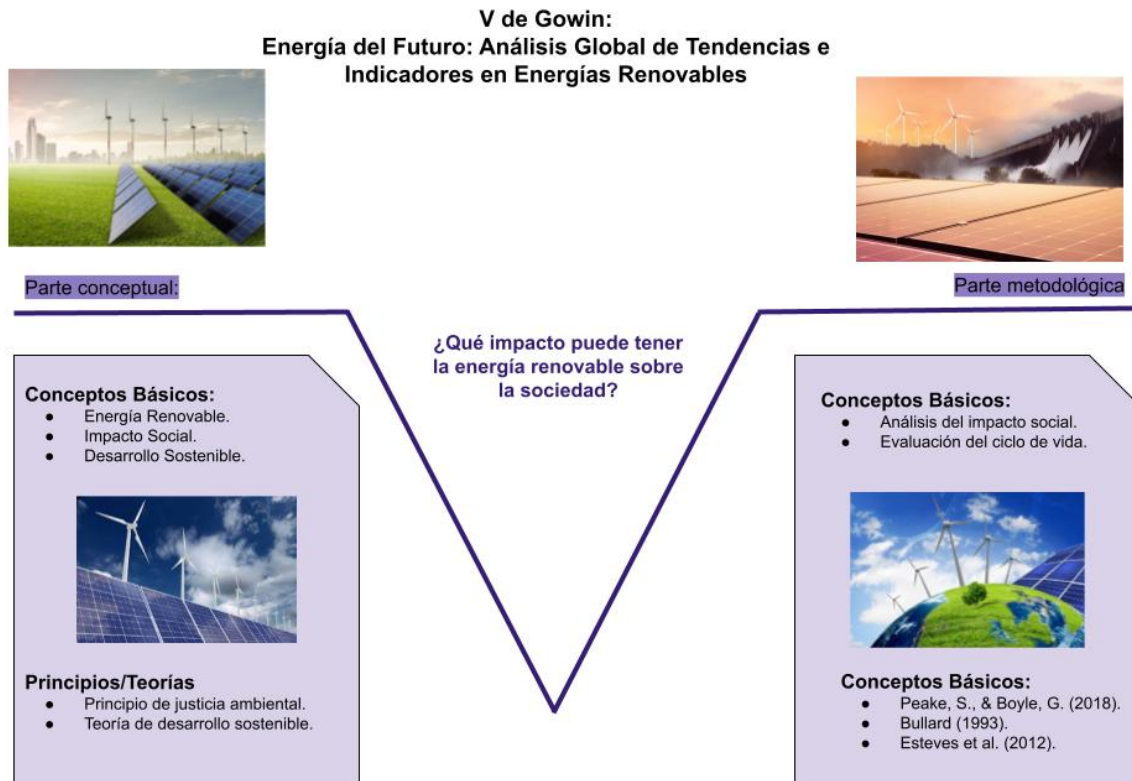 V de Gowin:
Energía del Futuro: Análisis Global de Tendencias e
Indicadores en Energías Renovables
Parte conceptual:
Parte metodológica
¿Qué impacto puede tener
la energía renovable sobre
la sociedad?
Conceptos Básicos:
● Energía Renovable.
● Impacto Social.
● Desarrollo Sostenible.
Principios/Teorías
● Principio de justicia ambiental.
● Teoría de desarrollo sostenible.
Conceptos Básicos:
● Análisis del impacto social.
● Evaluación del ciclo de vida.
Conceptos Básicos:
● Peake, S., & Boyle, G. (2018).
● Bullard (1993).
● Esteves et al. (2012).